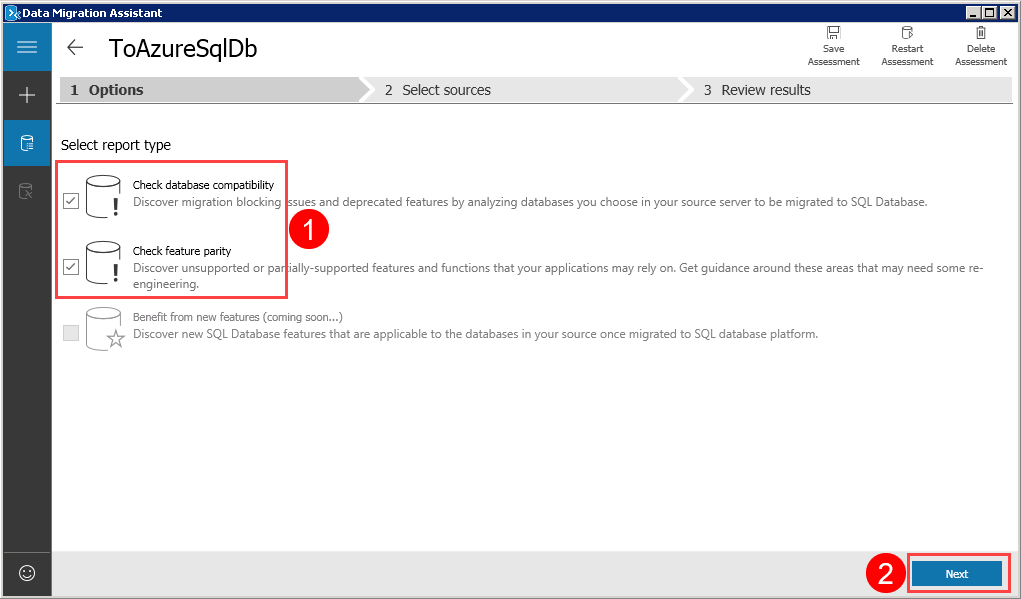 Data Migration Assistant
ToAzureSqlDb
Save
Assessment
Restart
Assessment
Delete
Assessment
1 Options
2 Select sources
3 Review results
Select report type
Check database compatibility
Discover migration blocking issues and deprecated features by analyzing databases you choose in your source server to be migrated to SQL Database.
1
Check feature parity
Discover unsupported or partially-supported features and functions that your applications may rely on. Get guidance around these areas that may need some re-
engineering.
Benefit from new features (coming soon...)
Discover new SQL Database features that are applicable to the databases in your source once migrated to SQL database platform.
2
Next